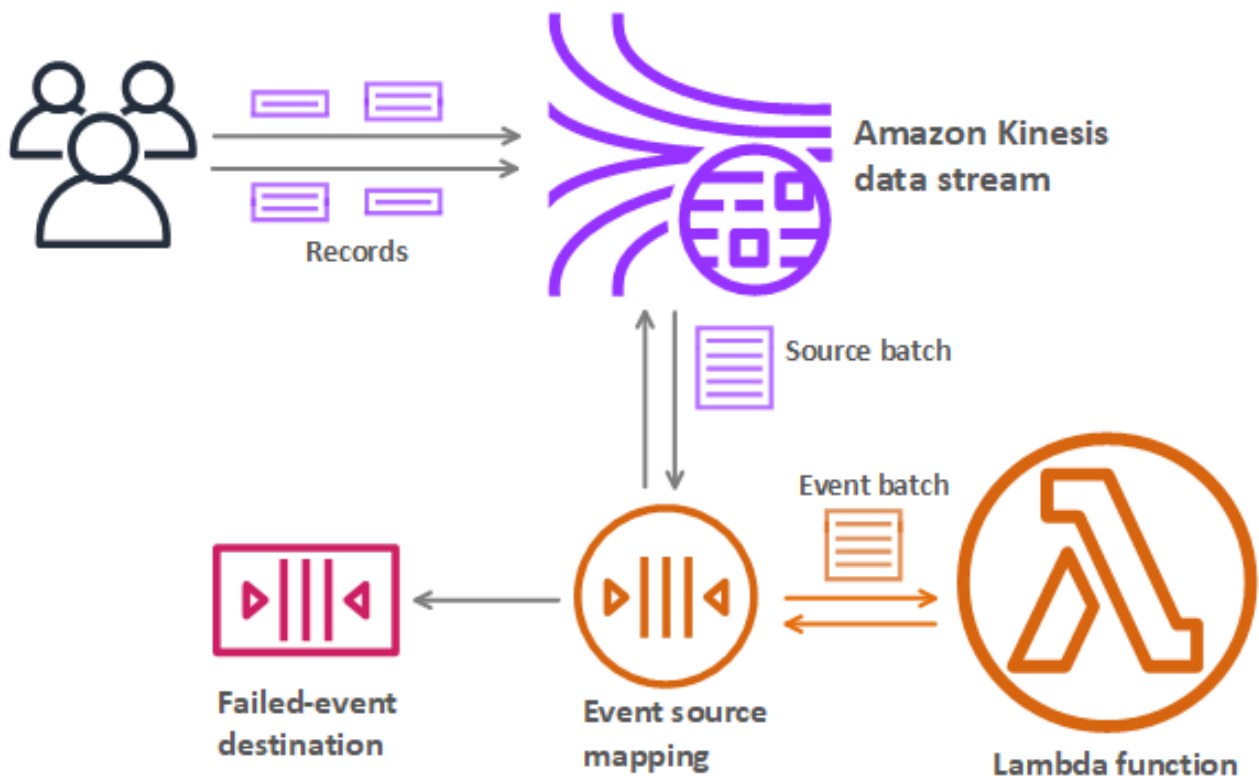 Amazon Kinesis
data stream
Records
Source batch
Event batch
Failed-event
destination
Event source
mapping
Lambda function